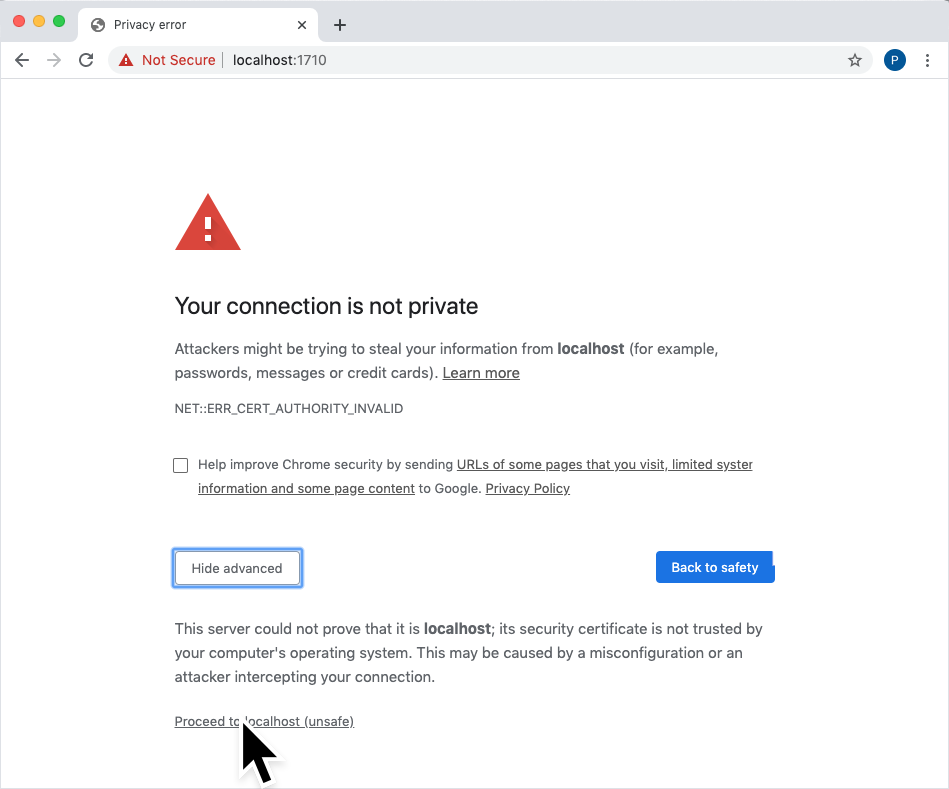 Privacy error
Not Secure | localhost:1710
P
Your connection is not private
Attackers might be trying to steal your information from localhost (for example,
passwords, messages or credit cards). Learn more
NET::ERR_CERT_AUTHORITY_INVALID
Help improve Chrome security by sending URLs of some pages that you visit, limited syster
information and some page content to Google. Privacy Policy
Hide advanced
Back to safety
This server could not prove that it is localhost; its security certificate is not trusted by
your computer's operating system. This may be caused by a misconfiguration or an
attacker intercepting your connection.
Proceed to localhost (unsafe)